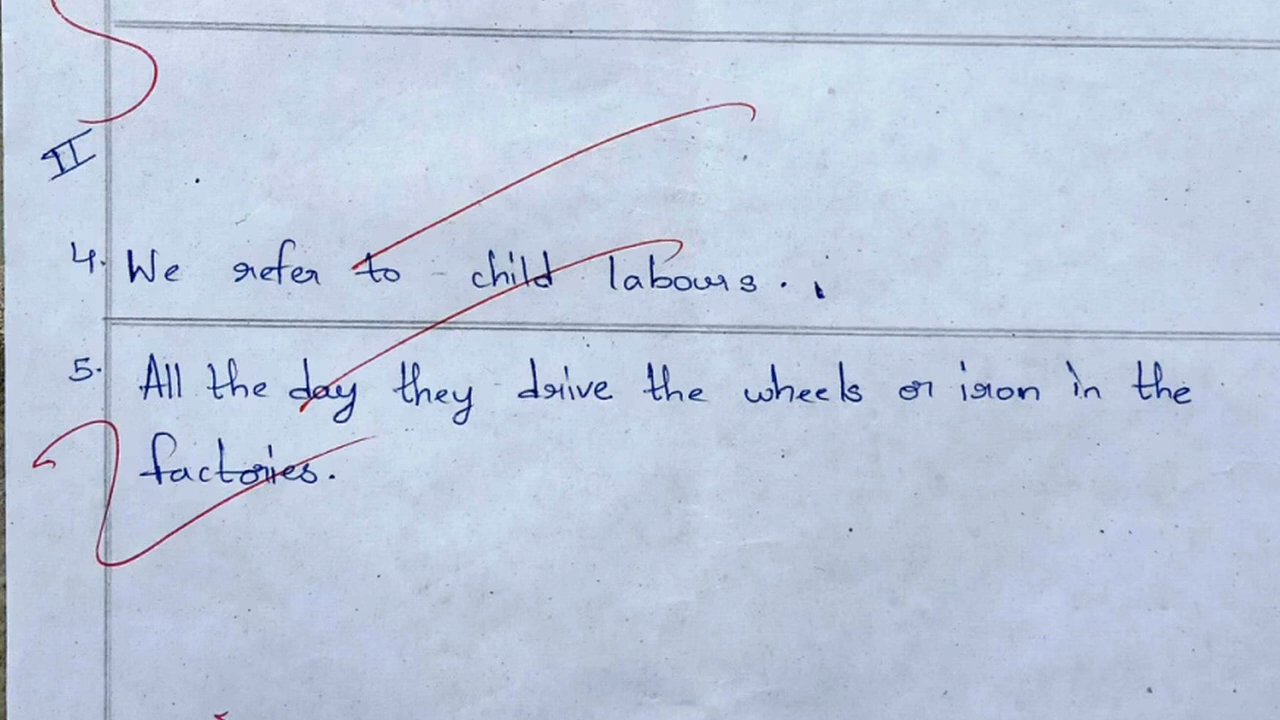 II
4. We refer to child labours.
5. All the day they drive the wheels or iron in the
factories.